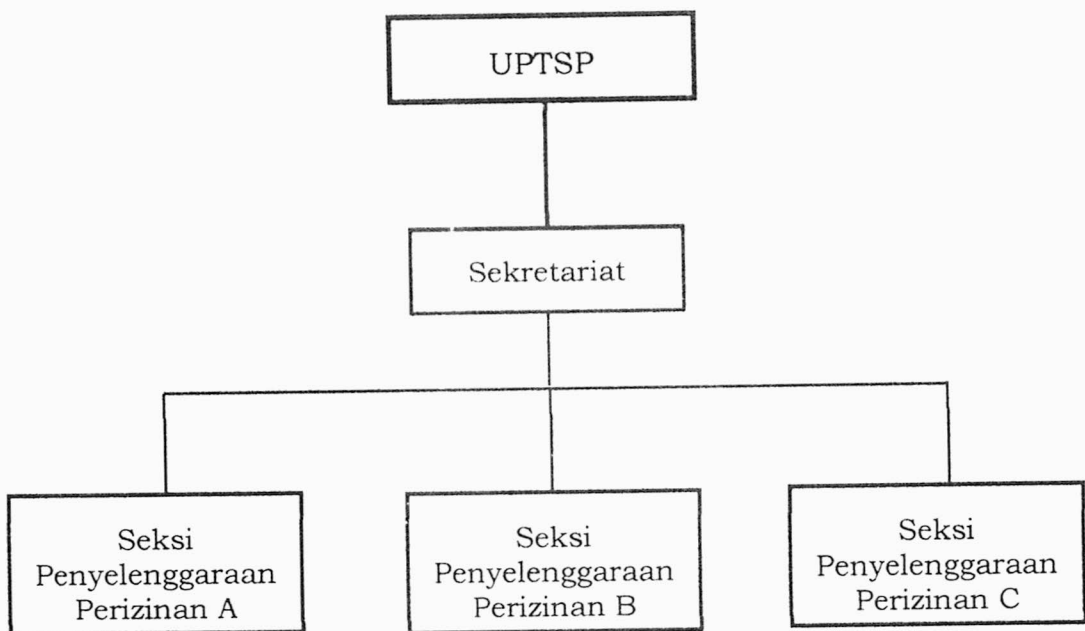 UPTSP
Sekretariat
Seksi
Penyelenggaraan
Perizinan A
Seksi
Penyelenggaraan
Perizinan B
Seksi
Penyelenggaraan
Perizinan C